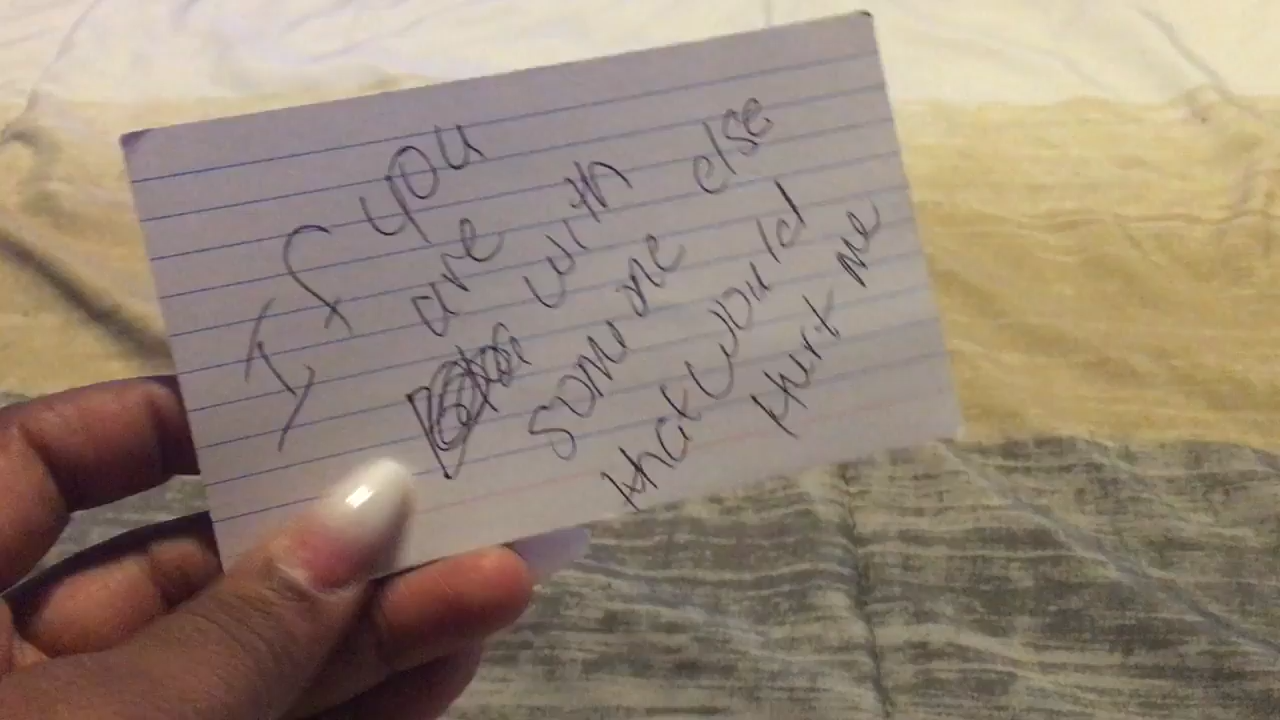 If you
are with
someone else
that would
hurt me